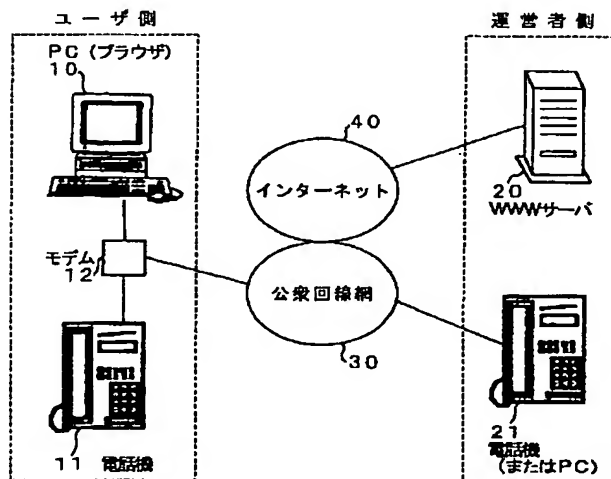 ユーザ側
PC(ブラウザ)
10
モデム
12
11 電話機
40
インターネット
公衆回線網
30
運営者側
20
WWWサーバ
21
電話機
(またはPC)